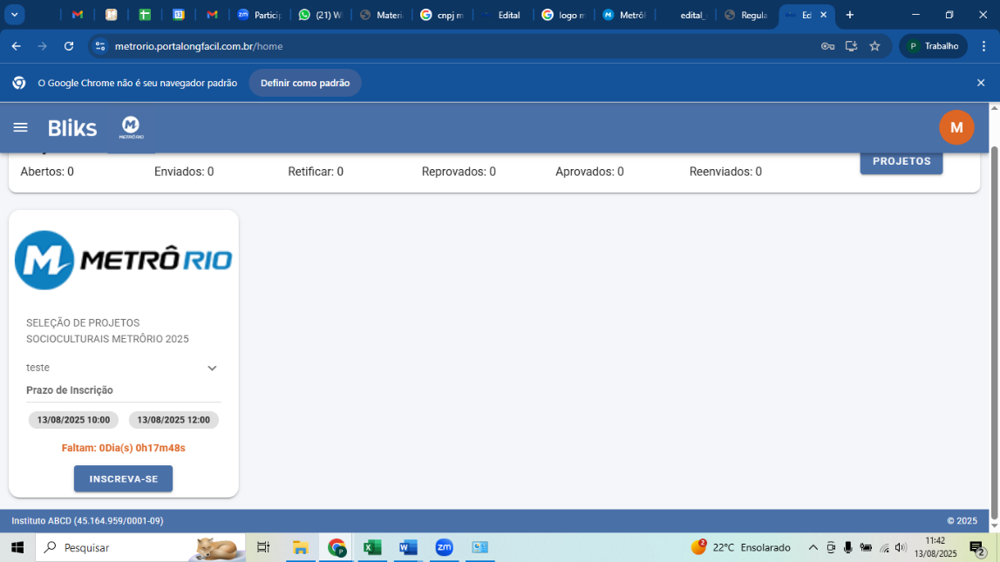 Particip
(21) W
Materi
cnpj m
Edital
logo m
Metrôl
edital_
Regula
Ed
metrorio.portalongfacil.com.br/home
P Trabalho
O Google Chrome não é seu navegador padrão
Definir como padrão
Bliks
METRÔRIO
M
Abertos: 0 Enviados: 0 Retificar: 0 Reprovados: 0 Aprovados: 0 Reenviados: 0
PROJETOS
METRÔ RIO
SELEÇÃO DE PROJETOS
SOCIOCULTURAIS METRÔRIO 2025
teste
Prazo de Inscrição
13/08/2025 10:00 13/08/2025 12:00
Faltam: 0Dia(s) 0h17m48s
INSCREVA-SE
Instituto ABCD (45.164.959/0001-09) © 2025
Pesquisar
zm
2
22°C Ensolarado
11:42
13/08/2025
2